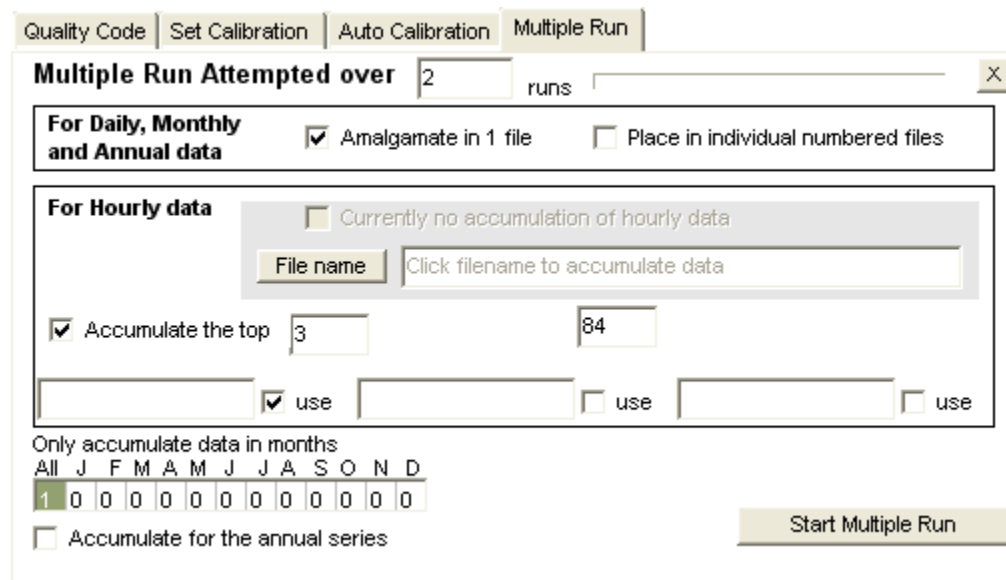 Quality Code Set Calibration Auto Calibration Multiple Run
Multiple Run Attempted over 2 runs X
For Daily, Monthly and Annual data
Amalgamate in 1 file Place in individual numbered files
For Hourly data
Currently no accumulation of hourly data
File name Click filename to accumulate data
Accumulate the top 3 84
use use use
Only accumulate data in months
All J F M A M J J A S O N D
1 0 0 0 0 0 0 0 0 0 0 0 0
Accumulate for the annual series
Start Multiple Run